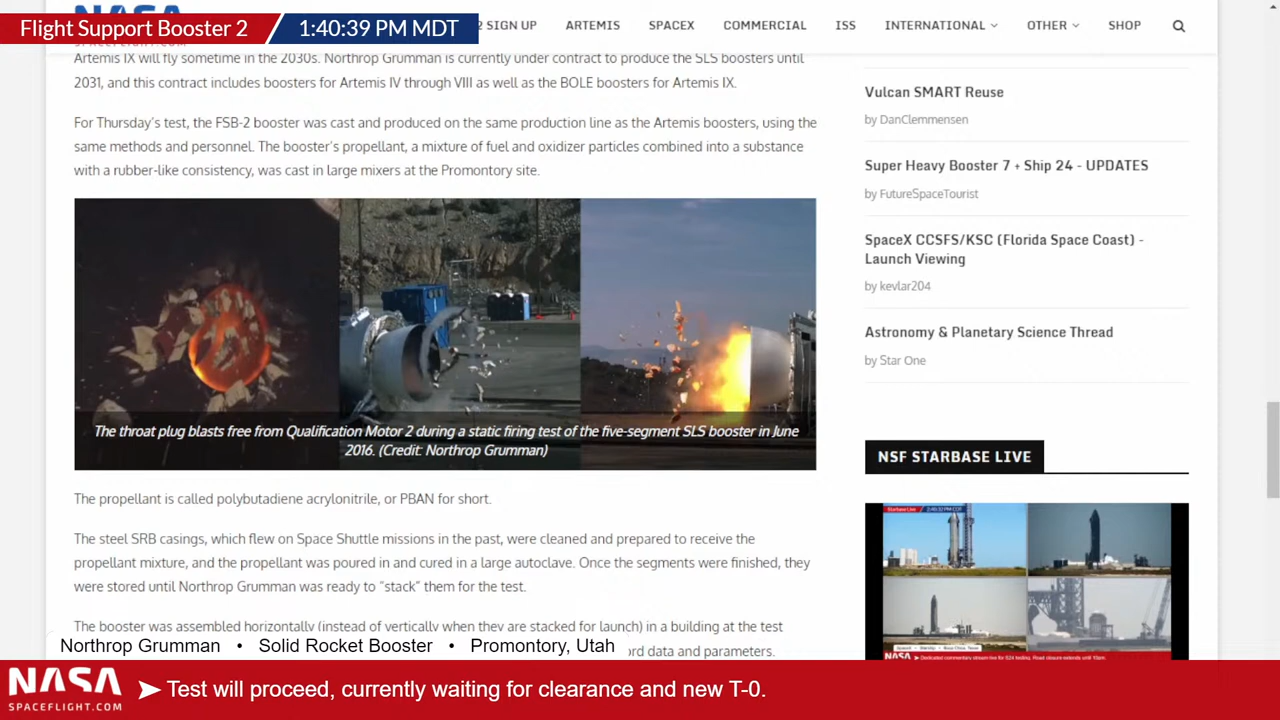 Flight Support Booster 2
1:40:39 PM MDT
2 SIGN UP
ARTEMIS
SPACEX
COMMERCIAL
ISS
INTERNATIONAL
OTHER
SHOP
Artemis IX will fly sometime in the 2030s. Northrop Grumman is currently under contract to produce the SLS boosters until
2031, and this contract includes boosters for Artemis IV through VIII as well as the BOLE boosters for Artemis IX.
For Thursday's test, the FSB-2 booster was cast and produced on the same production line as the Artemis boosters, using the
same methods and personnel. The booster's propellant, a mixture of fuel and oxidizer particles combined into a substance
with a rubber-like consistency, was cast in large mixers at the Promontory site.
The throat plug blasts free from Qualification Motor 2 during a static firing test of the five-segment SLS booster in June
2016. (Credit: Northrop Grumman)
The propellant is called polybutadiene acrylonitrile, or PBAN for short.
The steel SRB casings, which flew on Space Shuttle missions in the past, were cleaned and prepared to receive the
propellant mixture, and the propellant was poured in and cured in a large autoclave. Once the segments were finished, they
were stored until Northrop Grumman was ready to "stack" them for the test.
The booster was assembled horizontally (instead of vertically when they are stacked for launch) in a building at the test
ord data and parameters.
Vulcan SMART Reuse
by DanClemmensen
Super Heavy Booster 7 + Ship 24 - UPDATES
by FutureSpaceTourist
SpaceX CCSFS/KSC (Florida Space Coast) -
Launch Viewing
by kevlar204
Astronomy & Planetary Science Thread
by Star One
NSF STARBASE LIVE
Starbase Live
1:40:32 PM CDT
NASA
Northrop Grumman • Solid Rocket Booster • Promontory, Utah
NASA
SPACEFLIGHT.COM
Test will proceed, currently waiting for clearance and new T-0.